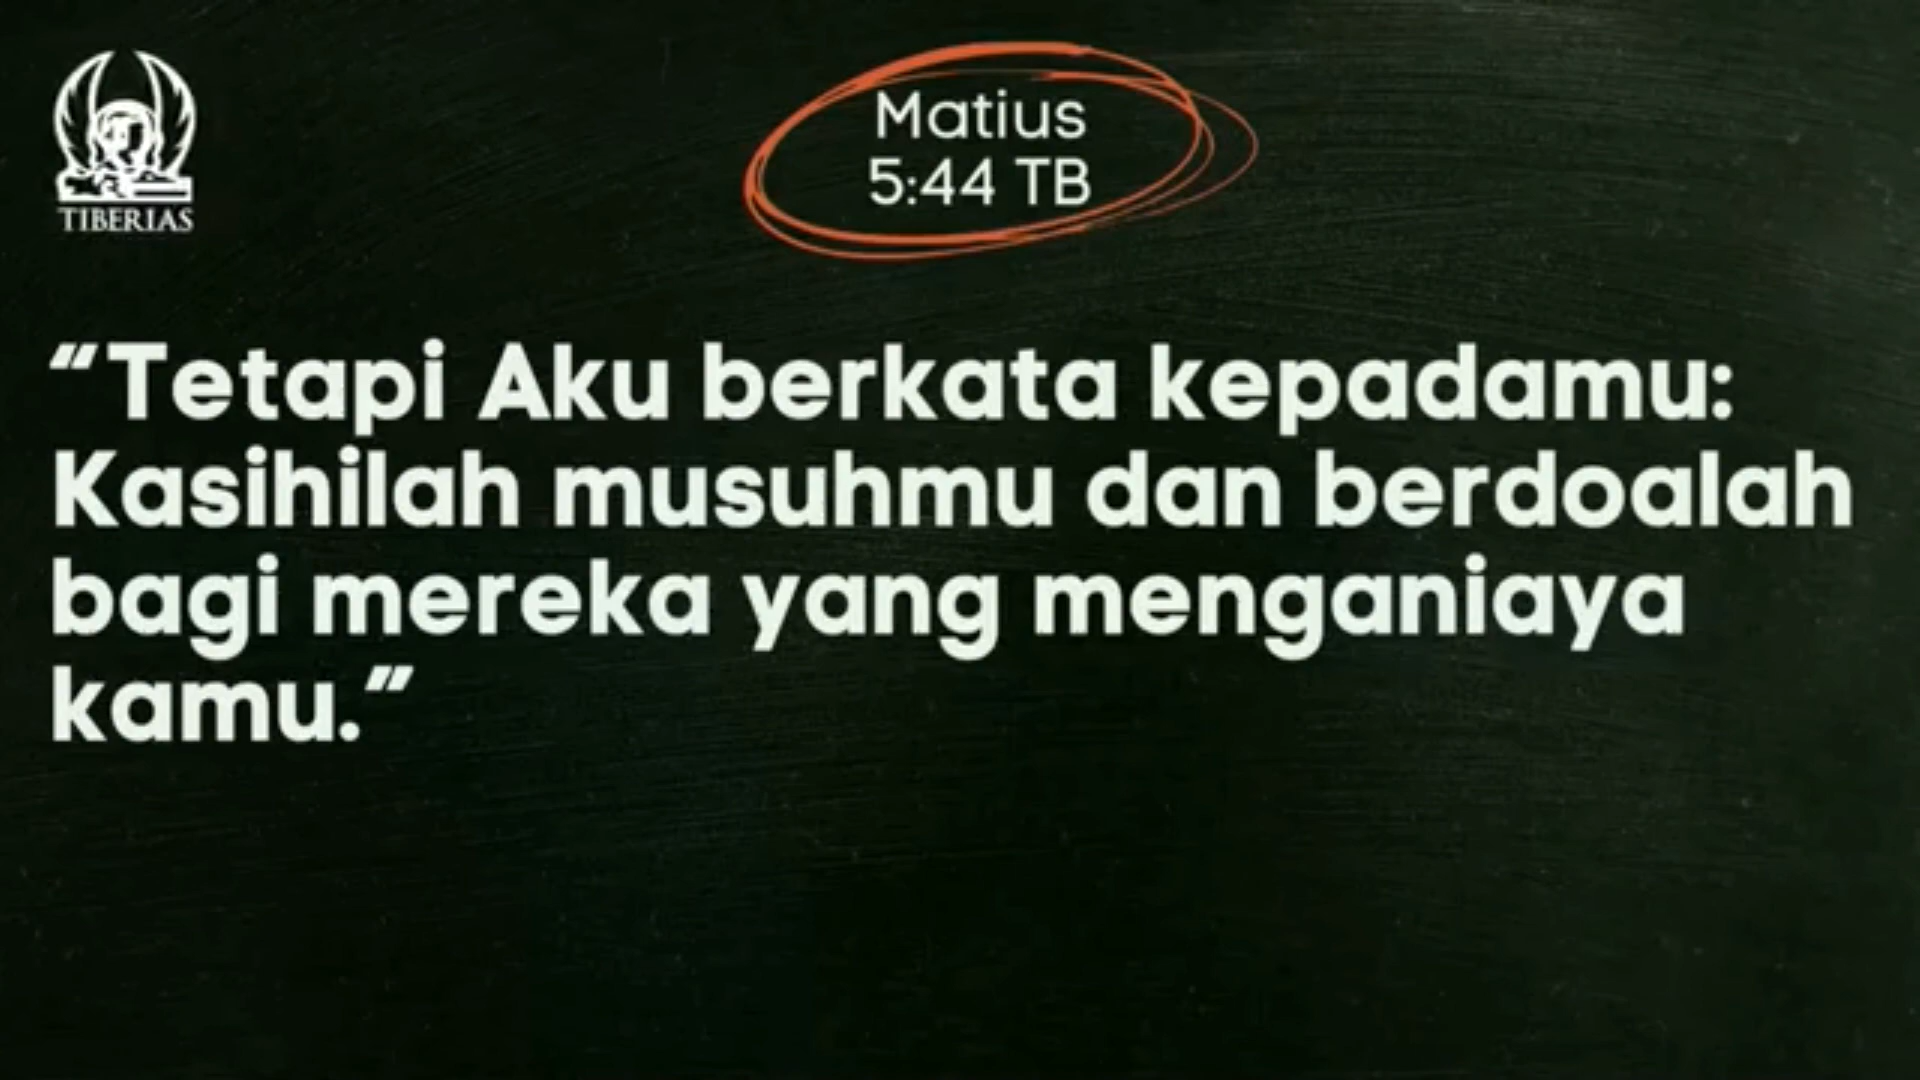 TIBERIAS
Matius
5:44 TB
“Tetapi Aku berkata kepadamu:
Kasihilah musuhmu dan berdoalah
bagi mereka yang menganiaya
kamu.”